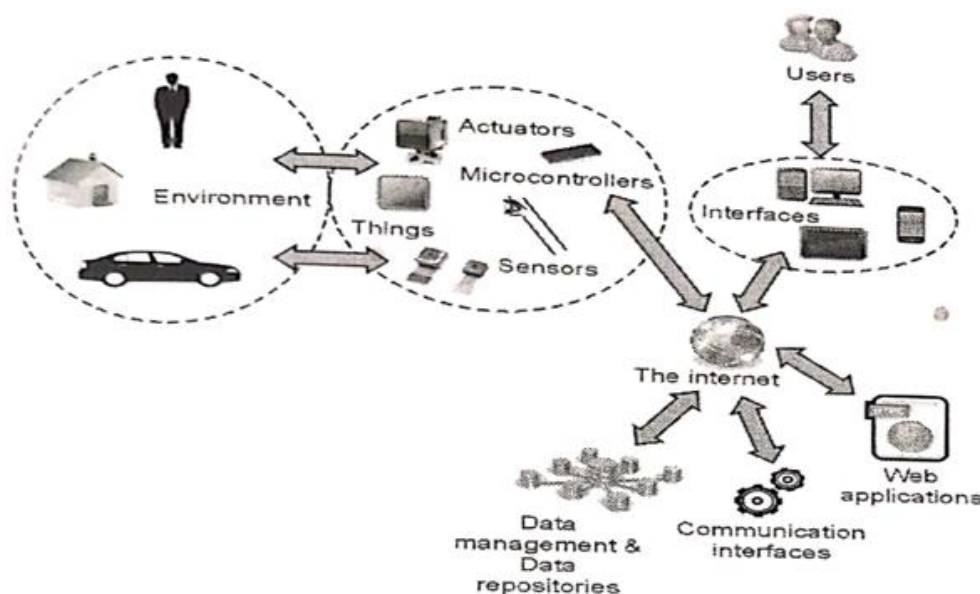 Users
Actuators
Microcontrollers
Environment
Things
Sensors
Interfaces
The internet
Web
applications
Data
management &
Data
repositories
Communication
interfaces